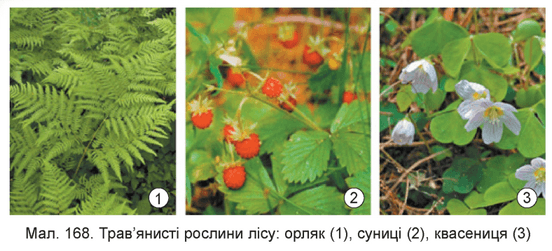 1 2 3
Мал. 168. Трав’янисті рослини лісу: орляк (1), суниці (2), квасениця (3)